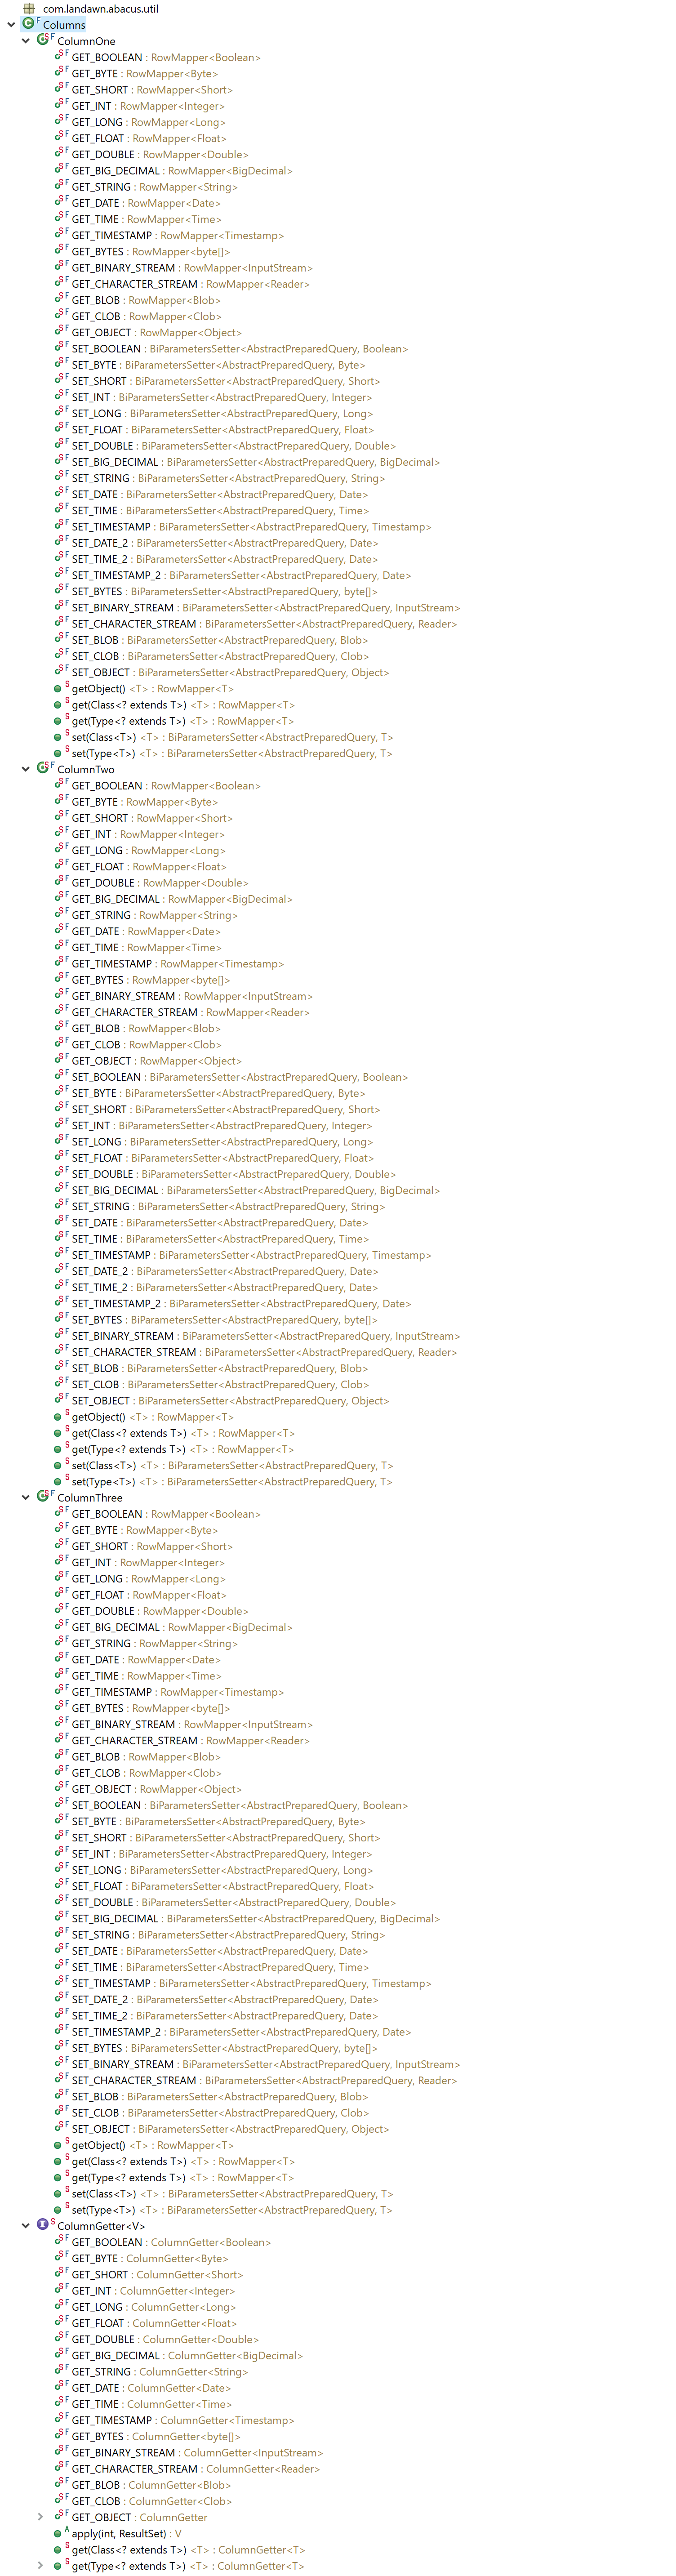 com.landawn.abacus.util
Columns
ColumnOne
GET_BOOLEAN : RowMapper<Boolean>
GET_BYTE : RowMapper<Byte>
GET_SHORT : RowMapper<Short>
GET_INT : RowMapper<Integer>
GET_LONG : RowMapper<Long>
GET_FLOAT : RowMapper<Float>
GET_DOUBLE : RowMapper<Double>
GET_BIG_DECIMAL : RowMapper<BigDecimal>
GET_STRING : RowMapper<String>
GET_DATE : RowMapper<Date>
GET_TIME : RowMapper<Time>
GET_TIMESTAMP : RowMapper<Timestamp>
GET_BYTES : RowMapper<byte[]>
GET_BINARY_STREAM : RowMapper<InputStream>
GET_CHARACTER_STREAM : RowMapper<Reader>
GET_BLOB : RowMapper<Blob>
GET_CLOB : RowMapper<Clob>
GET_OBJECT : RowMapper<Object>
SET_BOOLEAN : BiParametersSetter<AbstractPreparedQuery, Boolean>
SET_BYTE : BiParametersSetter<AbstractPreparedQuery, Byte>
SET_SHORT : BiParametersSetter<AbstractPreparedQuery, Short>
SET_INT : BiParametersSetter<AbstractPreparedQuery, Integer>
SET_LONG : BiParametersSetter<AbstractPreparedQuery, Long>
SET_FLOAT : BiParametersSetter<AbstractPreparedQuery, Float>
SET_DOUBLE : BiParametersSetter<AbstractPreparedQuery, Double>
SET_BIG_DECIMAL : BiParametersSetter<AbstractPreparedQuery, BigDecimal>
SET_STRING : BiParametersSetter<AbstractPreparedQuery, String>
SET_DATE : BiParametersSetter<AbstractPreparedQuery, Date>
SET_TIME : BiParametersSetter<AbstractPreparedQuery, Time>
SET_TIMESTAMP : BiParametersSetter<AbstractPreparedQuery, Timestamp>
SET_DATE_2 : BiParametersSetter<AbstractPreparedQuery, Date>
SET_TIME_2 : BiParametersSetter<AbstractPreparedQuery, Date>
SET_TIMESTAMP_2 : BiParametersSetter<AbstractPreparedQuery, Date>
SET_BYTES : BiParametersSetter<AbstractPreparedQuery, byte[]>
SET_BINARY_STREAM : BiParametersSetter<AbstractPreparedQuery, InputStream>
SET_CHARACTER_STREAM : BiParametersSetter<AbstractPreparedQuery, Reader>
SET_BLOB : BiParametersSetter<AbstractPreparedQuery, Blob>
SET_CLOB : BiParametersSetter<AbstractPreparedQuery, Clob>
SET_OBJECT : BiParametersSetter<AbstractPreparedQuery, Object>
getObject() <T> : RowMapper<T>
get(Class<? extends T>) <T> : RowMapper<T>
get(Type<? extends T>) <T> : RowMapper<T>
set(Class<T>) <T> : BiParametersSetter<AbstractPreparedQuery, T>
set(Type<T>) <T> : BiParametersSetter<AbstractPreparedQuery, T>
ColumnTwo
GET_BOOLEAN : RowMapper<Boolean>
GET_BYTE : RowMapper<Byte>
GET_SHORT : RowMapper<Short>
GET_INT : RowMapper<Integer>
GET_LONG : RowMapper<Long>
GET_FLOAT : RowMapper<Float>
GET_DOUBLE : RowMapper<Double>
GET_BIG_DECIMAL : RowMapper<BigDecimal>
GET_STRING : RowMapper<String>
GET_DATE : RowMapper<Date>
GET_TIME : RowMapper<Time>
GET_TIMESTAMP : RowMapper<Timestamp>
GET_BYTES : RowMapper<byte[]>
GET_BINARY_STREAM : RowMapper<InputStream>
GET_CHARACTER_STREAM : RowMapper<Reader>
GET_BLOB : RowMapper<Blob>
GET_CLOB : RowMapper<Clob>
GET_OBJECT : RowMapper<Object>
SET_BOOLEAN : BiParametersSetter<AbstractPreparedQuery, Boolean>
SET_BYTE : BiParametersSetter<AbstractPreparedQuery, Byte>
SET_SHORT : BiParametersSetter<AbstractPreparedQuery, Short>
SET_INT : BiParametersSetter<AbstractPreparedQuery, Integer>
SET_LONG : BiParametersSetter<AbstractPreparedQuery, Long>
SET_FLOAT : BiParametersSetter<AbstractPreparedQuery, Float>
SET_DOUBLE : BiParametersSetter<AbstractPreparedQuery, Double>
SET_BIG_DECIMAL : BiParametersSetter<AbstractPreparedQuery, BigDecimal>
SET_STRING : BiParametersSetter<AbstractPreparedQuery, String>
SET_DATE : BiParametersSetter<AbstractPreparedQuery, Date>
SET_TIME : BiParametersSetter<AbstractPreparedQuery, Time>
SET_TIMESTAMP : BiParametersSetter<AbstractPreparedQuery, Timestamp>
SET_DATE_2 : BiParametersSetter<AbstractPreparedQuery, Date>
SET_TIME_2 : BiParametersSetter<AbstractPreparedQuery, Date>
SET_TIMESTAMP_2 : BiParametersSetter<AbstractPreparedQuery, Date>
SET_BYTES : BiParametersSetter<AbstractPreparedQuery, byte[]>
SET_BINARY_STREAM : BiParametersSetter<AbstractPreparedQuery, InputStream>
SET_CHARACTER_STREAM : BiParametersSetter<AbstractPreparedQuery, Reader>
SET_BLOB : BiParametersSetter<AbstractPreparedQuery, Blob>
SET_CLOB : BiParametersSetter<AbstractPreparedQuery, Clob>
SET_OBJECT : BiParametersSetter<AbstractPreparedQuery, Object>
getObject() <T> : RowMapper<T>
get(Class<? extends T>) <T> : RowMapper<T>
get(Type<? extends T>) <T> : RowMapper<T>
set(Class<T>) <T> : BiParametersSetter<AbstractPreparedQuery, T>
set(Type<T>) <T> : BiParametersSetter<AbstractPreparedQuery, T>
ColumnThree
GET_BOOLEAN : RowMapper<Boolean>
GET_BYTE : RowMapper<Byte>
GET_SHORT : RowMapper<Short>
GET_INT : RowMapper<Integer>
GET_LONG : RowMapper<Long>
GET_FLOAT : RowMapper<Float>
GET_DOUBLE : RowMapper<Double>
GET_BIG_DECIMAL : RowMapper<BigDecimal>
GET_STRING : RowMapper<String>
GET_DATE : RowMapper<Date>
GET_TIME : RowMapper<Time>
GET_TIMESTAMP : RowMapper<Timestamp>
GET_BYTES : RowMapper<byte[]>
GET_BINARY_STREAM : RowMapper<InputStream>
GET_CHARACTER_STREAM : RowMapper<Reader>
GET_BLOB : RowMapper<Blob>
GET_CLOB : RowMapper<Clob>
GET_OBJECT : RowMapper<Object>
SET_BOOLEAN : BiParametersSetter<AbstractPreparedQuery, Boolean>
SET_BYTE : BiParametersSetter<AbstractPreparedQuery, Byte>
SET_SHORT : BiParametersSetter<AbstractPreparedQuery, Short>
SET_INT : BiParametersSetter<AbstractPreparedQuery, Integer>
SET_LONG : BiParametersSetter<AbstractPreparedQuery, Long>
SET_FLOAT : BiParametersSetter<AbstractPreparedQuery, Float>
SET_DOUBLE : BiParametersSetter<AbstractPreparedQuery, Double>
SET_BIG_DECIMAL : BiParametersSetter<AbstractPreparedQuery, BigDecimal>
SET_STRING : BiParametersSetter<AbstractPreparedQuery, String>
SET_DATE : BiParametersSetter<AbstractPreparedQuery, Date>
SET_TIME : BiParametersSetter<AbstractPreparedQuery, Time>
SET_TIMESTAMP : BiParametersSetter<AbstractPreparedQuery, Timestamp>
SET_DATE_2 : BiParametersSetter<AbstractPreparedQuery, Date>
SET_TIME_2 : BiParametersSetter<AbstractPreparedQuery, Date>
SET_TIMESTAMP_2 : BiParametersSetter<AbstractPreparedQuery, Date>
SET_BYTES : BiParametersSetter<AbstractPreparedQuery, byte[]>
SET_BINARY_STREAM : BiParametersSetter<AbstractPreparedQuery, InputStream>
SET_CHARACTER_STREAM : BiParametersSetter<AbstractPreparedQuery, Reader>
SET_BLOB : BiParametersSetter<AbstractPreparedQuery, Blob>
SET_CLOB : BiParametersSetter<AbstractPreparedQuery, Clob>
SET_OBJECT : BiParametersSetter<AbstractPreparedQuery, Object>
getObject() <T> : RowMapper<T>
get(Class<? extends T>) <T> : RowMapper<T>
get(Type<? extends T>) <T> : RowMapper<T>
set(Class<T>) <T> : BiParametersSetter<AbstractPreparedQuery, T>
set(Type<T>) <T> : BiParametersSetter<AbstractPreparedQuery, T>
ColumnGetter<V>
GET_BOOLEAN : ColumnGetter<Boolean>
GET_BYTE : ColumnGetter<Byte>
GET_SHORT : ColumnGetter<Short>
GET_INT : ColumnGetter<Integer>
GET_LONG : ColumnGetter<Long>
GET_FLOAT : ColumnGetter<Float>
GET_DOUBLE : ColumnGetter<Double>
GET_BIG_DECIMAL : ColumnGetter<BigDecimal>
GET_STRING : ColumnGetter<String>
GET_DATE : ColumnGetter<Date>
GET_TIME : ColumnGetter<Time>
GET_TIMESTAMP : ColumnGetter<Timestamp>
GET_BYTES : ColumnGetter<byte[]>
GET_BINARY_STREAM : ColumnGetter<InputStream>
GET_CHARACTER_STREAM : ColumnGetter<Reader>
GET_BLOB : ColumnGetter<Blob>
GET_CLOB : ColumnGetter<Clob>
GET_OBJECT : ColumnGetter
apply(int, ResultSet) : V
get(Class<? extends T>) <T> : ColumnGetter<T>
get(Type<? extends T>) <T> : ColumnGetter<T>